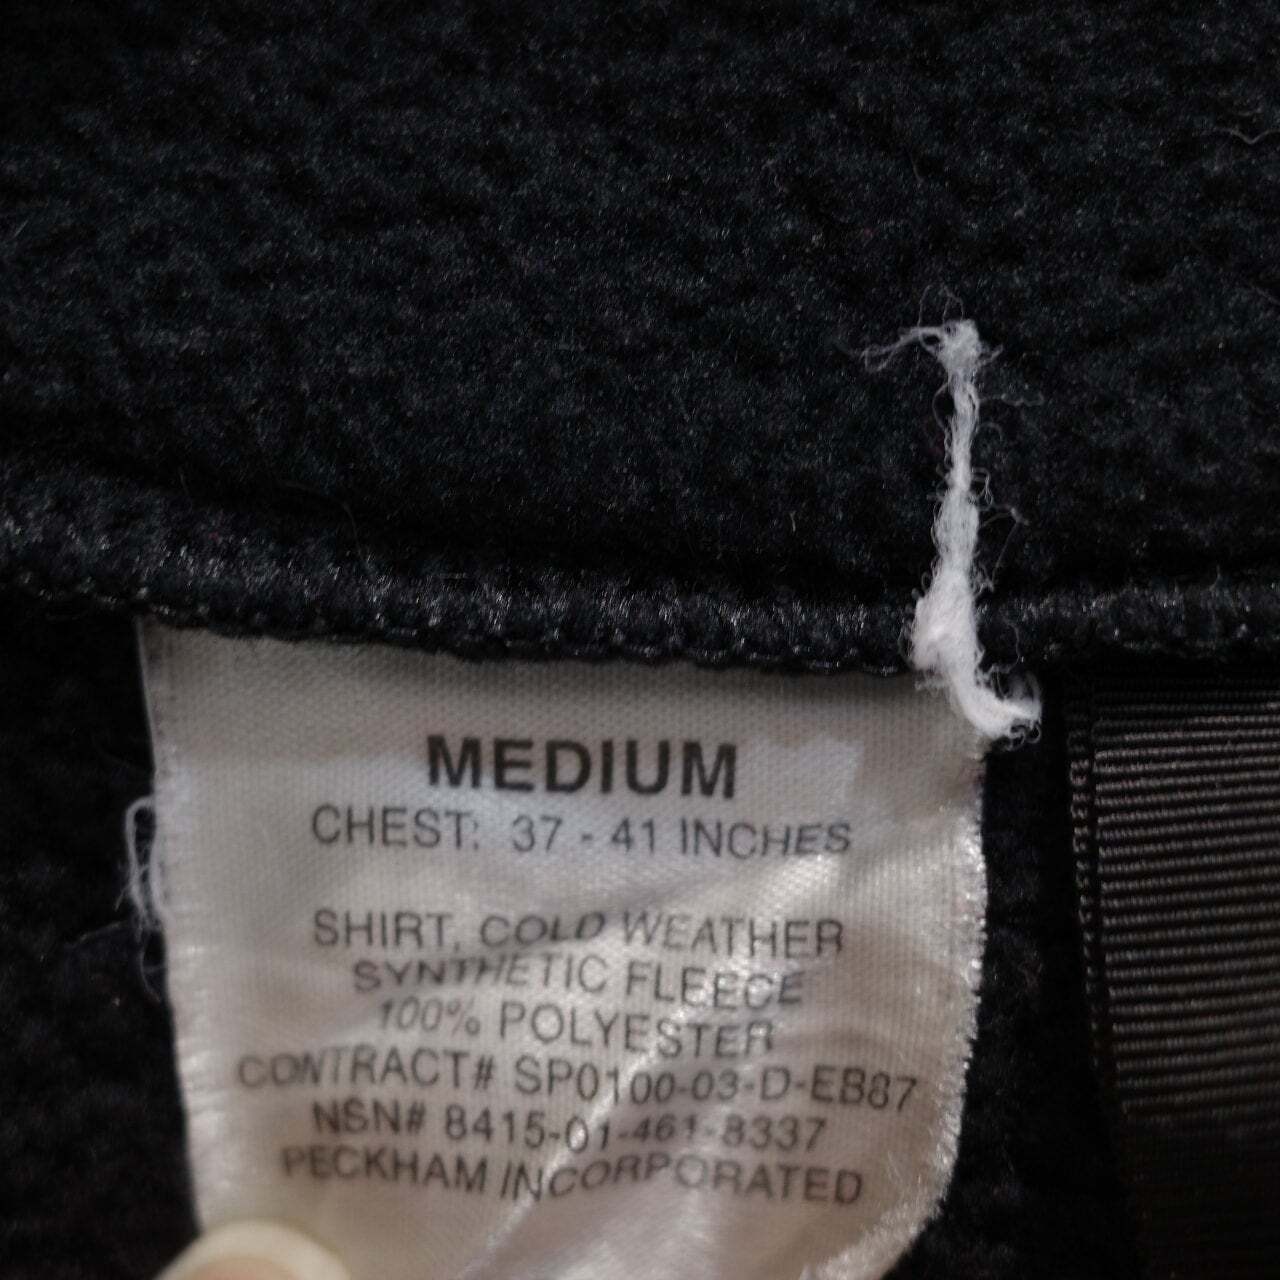 MEDIUM
CHEST: 37 - 41 INCHES
SHIRT, COLD WEATHER
SYNTHETIC FLEECE
100% POLYESTER
CONTRACT# SP0100-03-D-EB87
NSN# 8415-01-461-8337
PECKHAM INCORPORATED